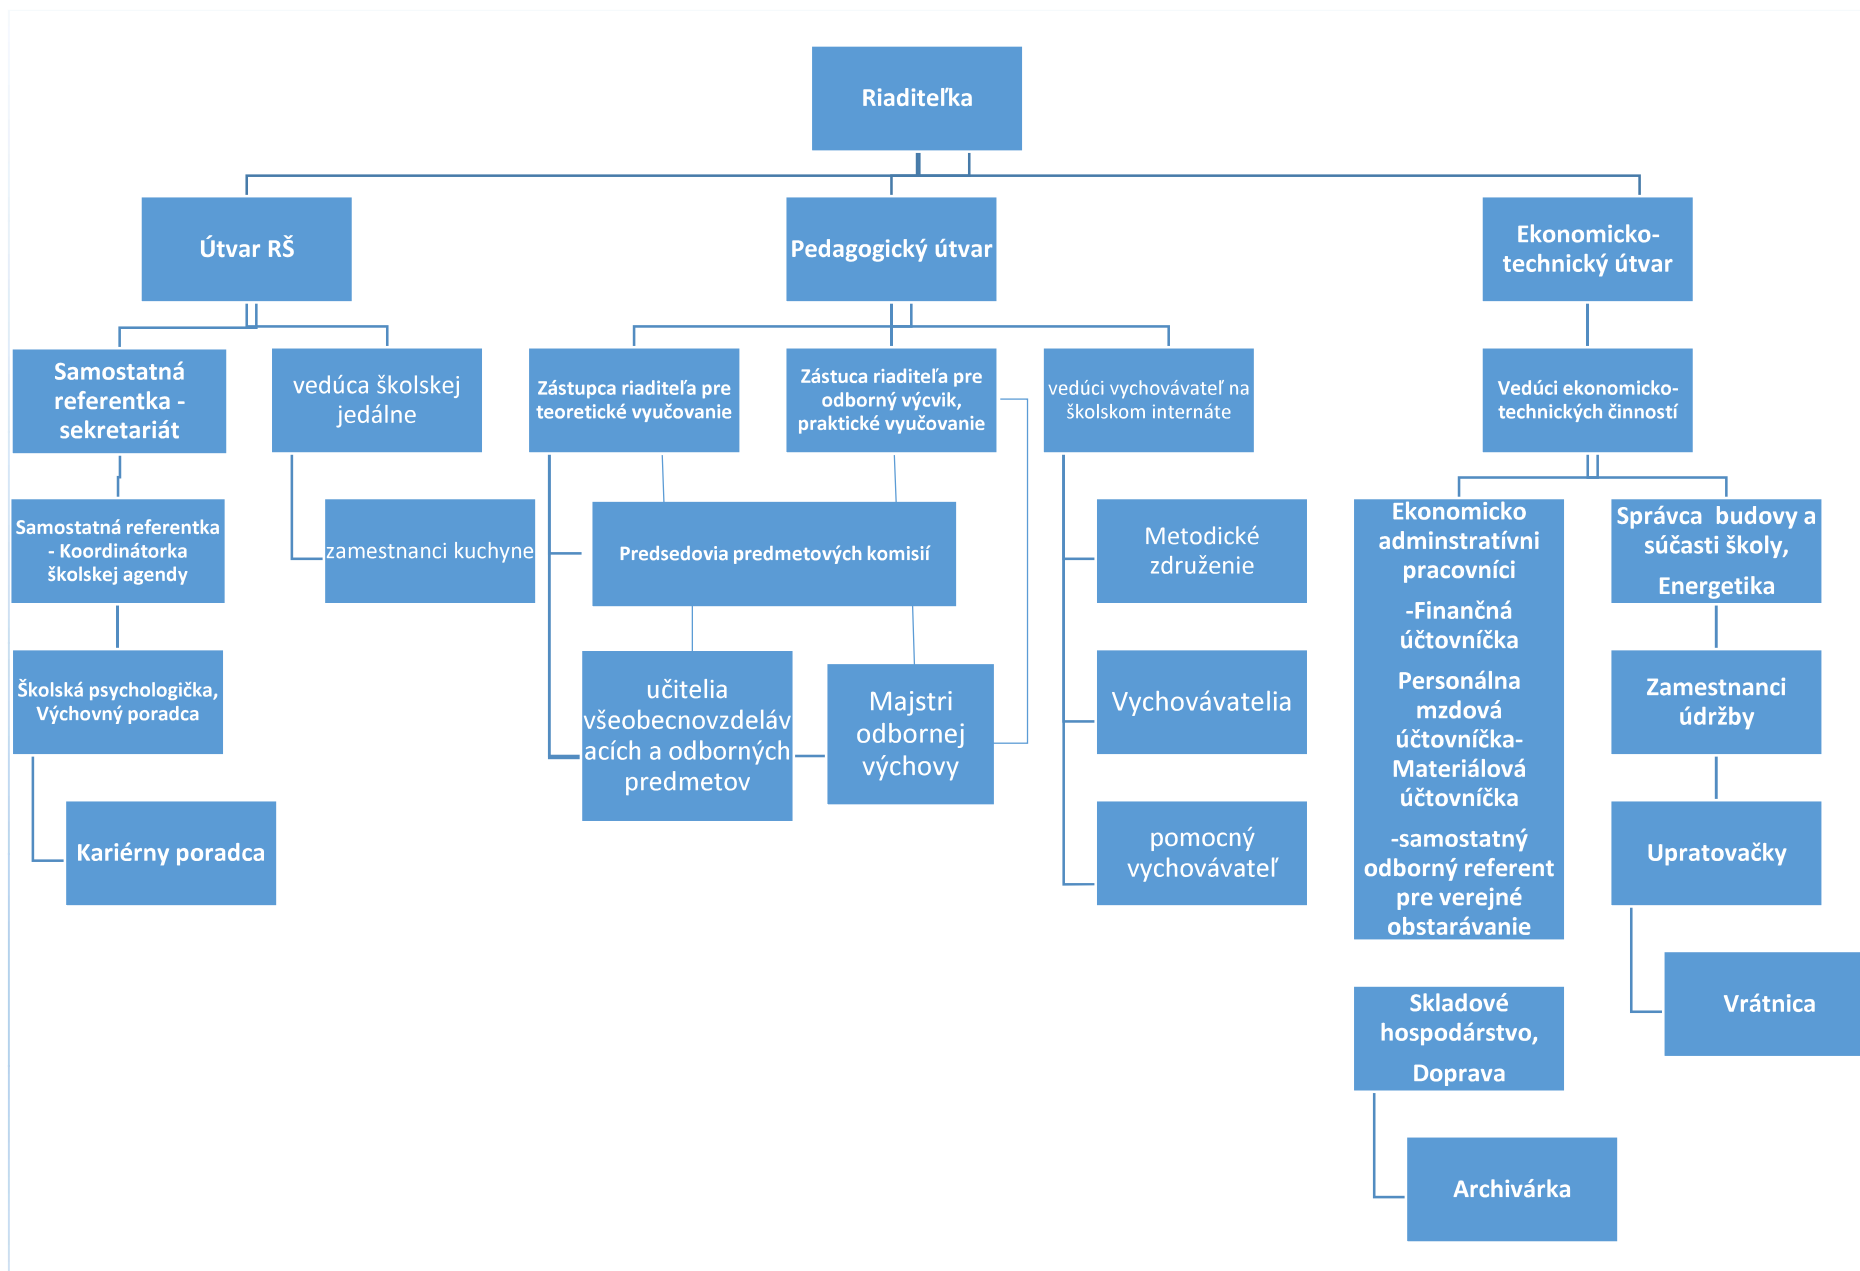 Riaditeľka
Útvar RŠ
Pedagogický útvar
Ekonomicko-
technický útvar
Samostatná
referentka -
sekretariát
vedúca školskej
jedálne
Zástupca riaditeľa pre
teoretické vyučovanie
Zástuca riaditeľa pre
odborný výcvik,
praktické vyučovanie
vedúci vychovávateľ na
školskom internáte
Vedúci ekonomicko-
technických činností
Samostatná referentka
- Koordinátorka
školskej agendy
zamestnanci kuchyne
Predsedovia predmetových komisií
Metodické
združenie
Ekonomicko
adminstratívni
pracovníci
-Finančná
účtovníčka
Personálna
mzdová
účtovníčka-
Materiálová
účtovníčka
-samostatný
odborný referent
pre verejné
obstarávanie
Správca  budovy a
súčasti školy,
Energetika
Školská psychologička,
Výchovný poradca
učitelia
všeobecnovzdeláv
acích a odborných
predmetov
Majstri
odbornej
výchovy
Vychovávatelia
Zamestnanci
údržby
Kariérny poradca
pomocný
vychovávateľ
Upratovačky
Skladové
hospodárstvo,
Doprava
Vrátnica
Archivárka